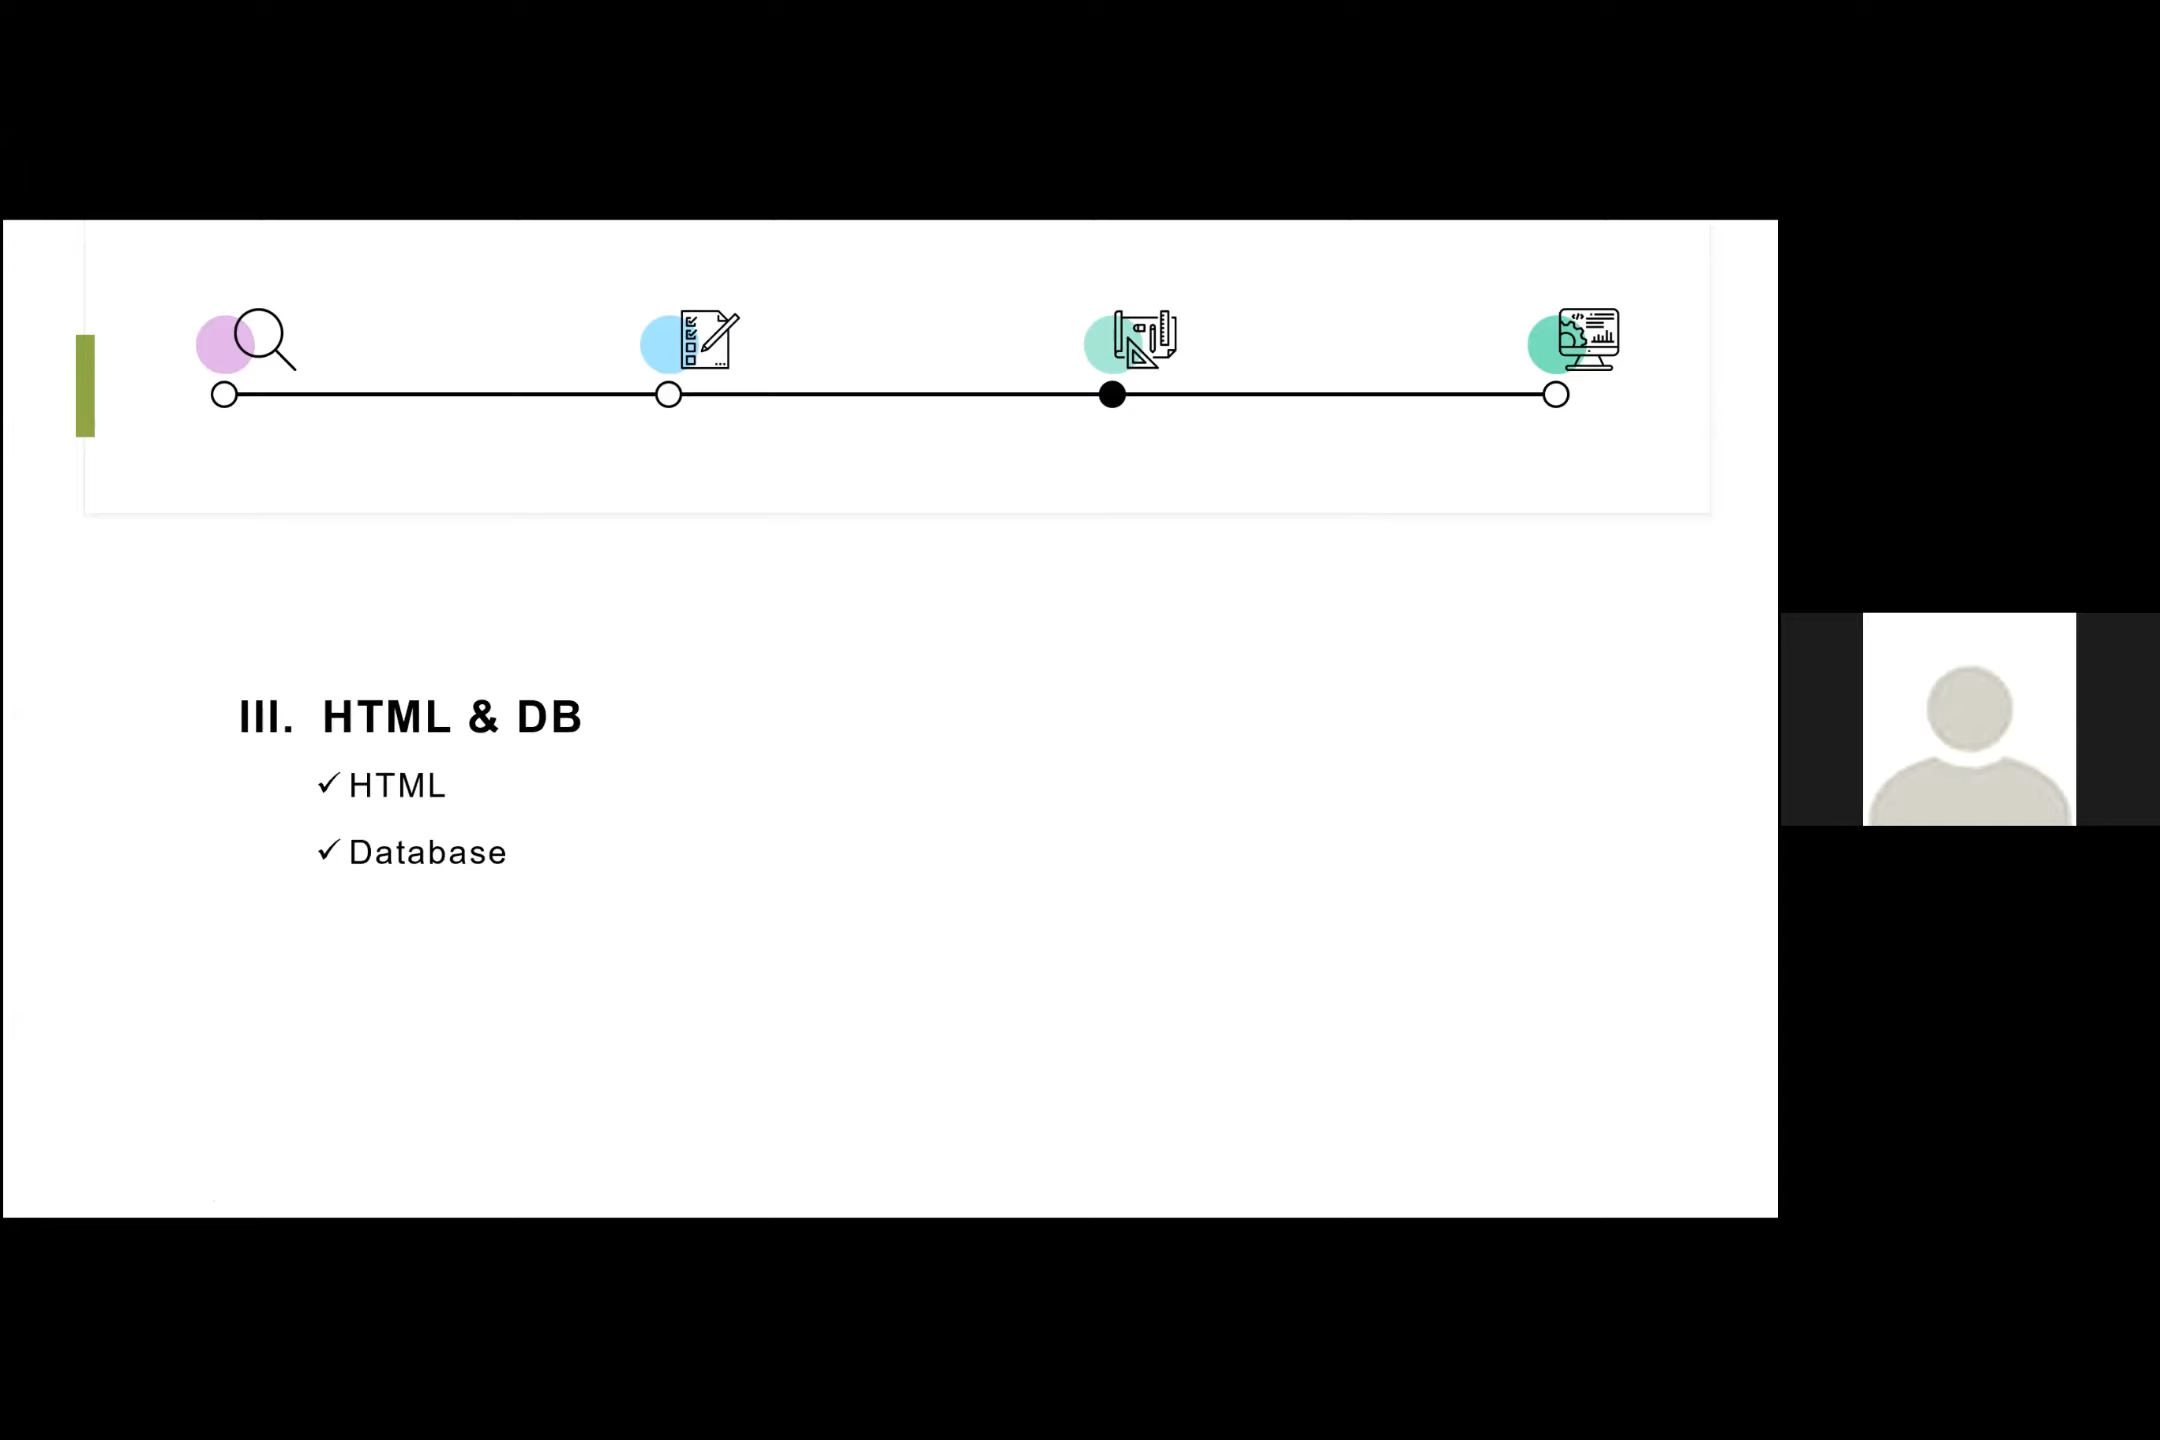 III. HTML & DB
✓ HTML
✓ Database